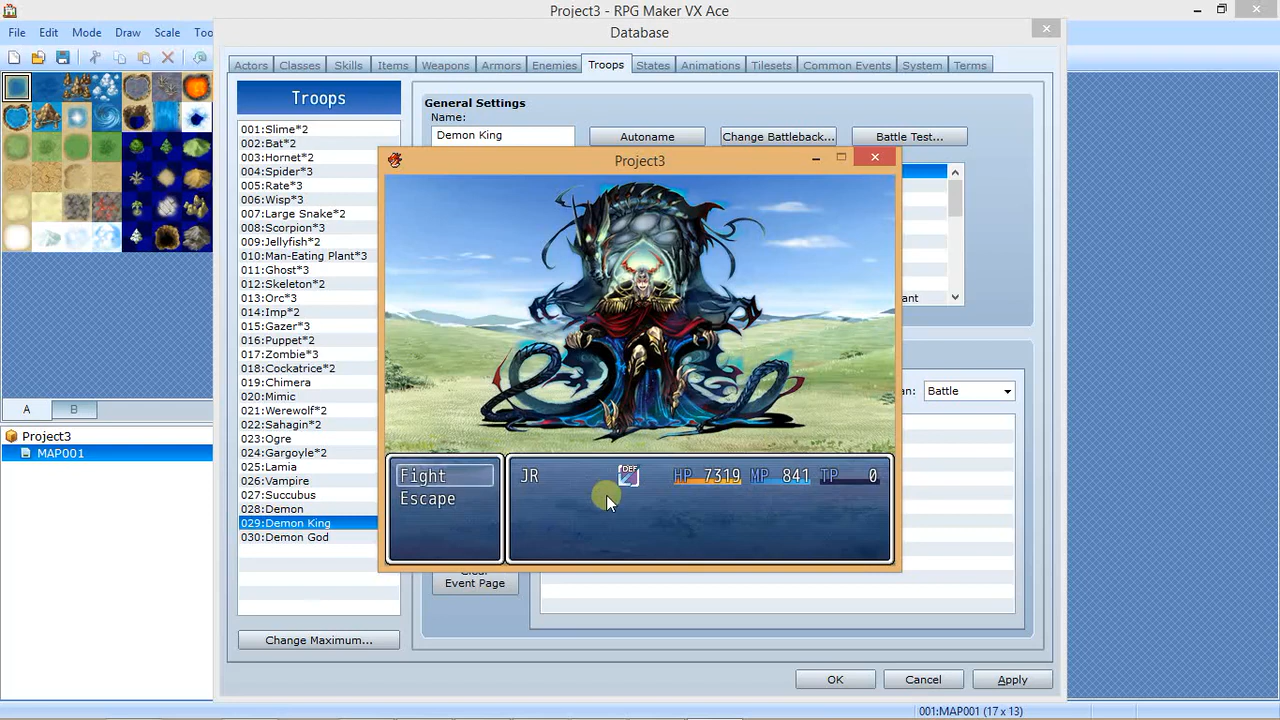 Project3 - RPG Maker VX Ace
File Edit Mode Draw Scale Too
Database
Actors Classes Skills Items Weapons Armors Enemies Troops States Animations Tilesets Common Events System Terms
Troops
General Settings
Name:
Demon King
Autoname
Change Battleback...
Battle Test...
001:Slime*2
002:Bat*2
003:Hornet*2
004:Spider*3
005:Rate*3
006:Wisp*3
007:Large Snake*2
008:Scorpion*3
009:Jellyfish*2
010:Man-Eating Plant*3
011:Ghost*3
012:Skeleton*2
013:Orc*3
014:Imp*2
015:Gazer*3
016:Puppet*2
017:Zombie*3
018:Cockatrice*2
019:Chimera
020:Mimic
021:Werewolf*2
022:Sahagin*2
023:Ogre
024:Gargoyle*2
025:Lamia
026:Vampire
027:Succubus
028:Demon
029:Demon King
030:Demon God
Change Maximum...
Project3
Fight
Escape
JR DEF HP 7319 MP 841 TP 0
ant
an: Battle
Clear
Event Page
A B
Project3
MAP001
OK Cancel Apply
001:MAP001 (17 x 13)